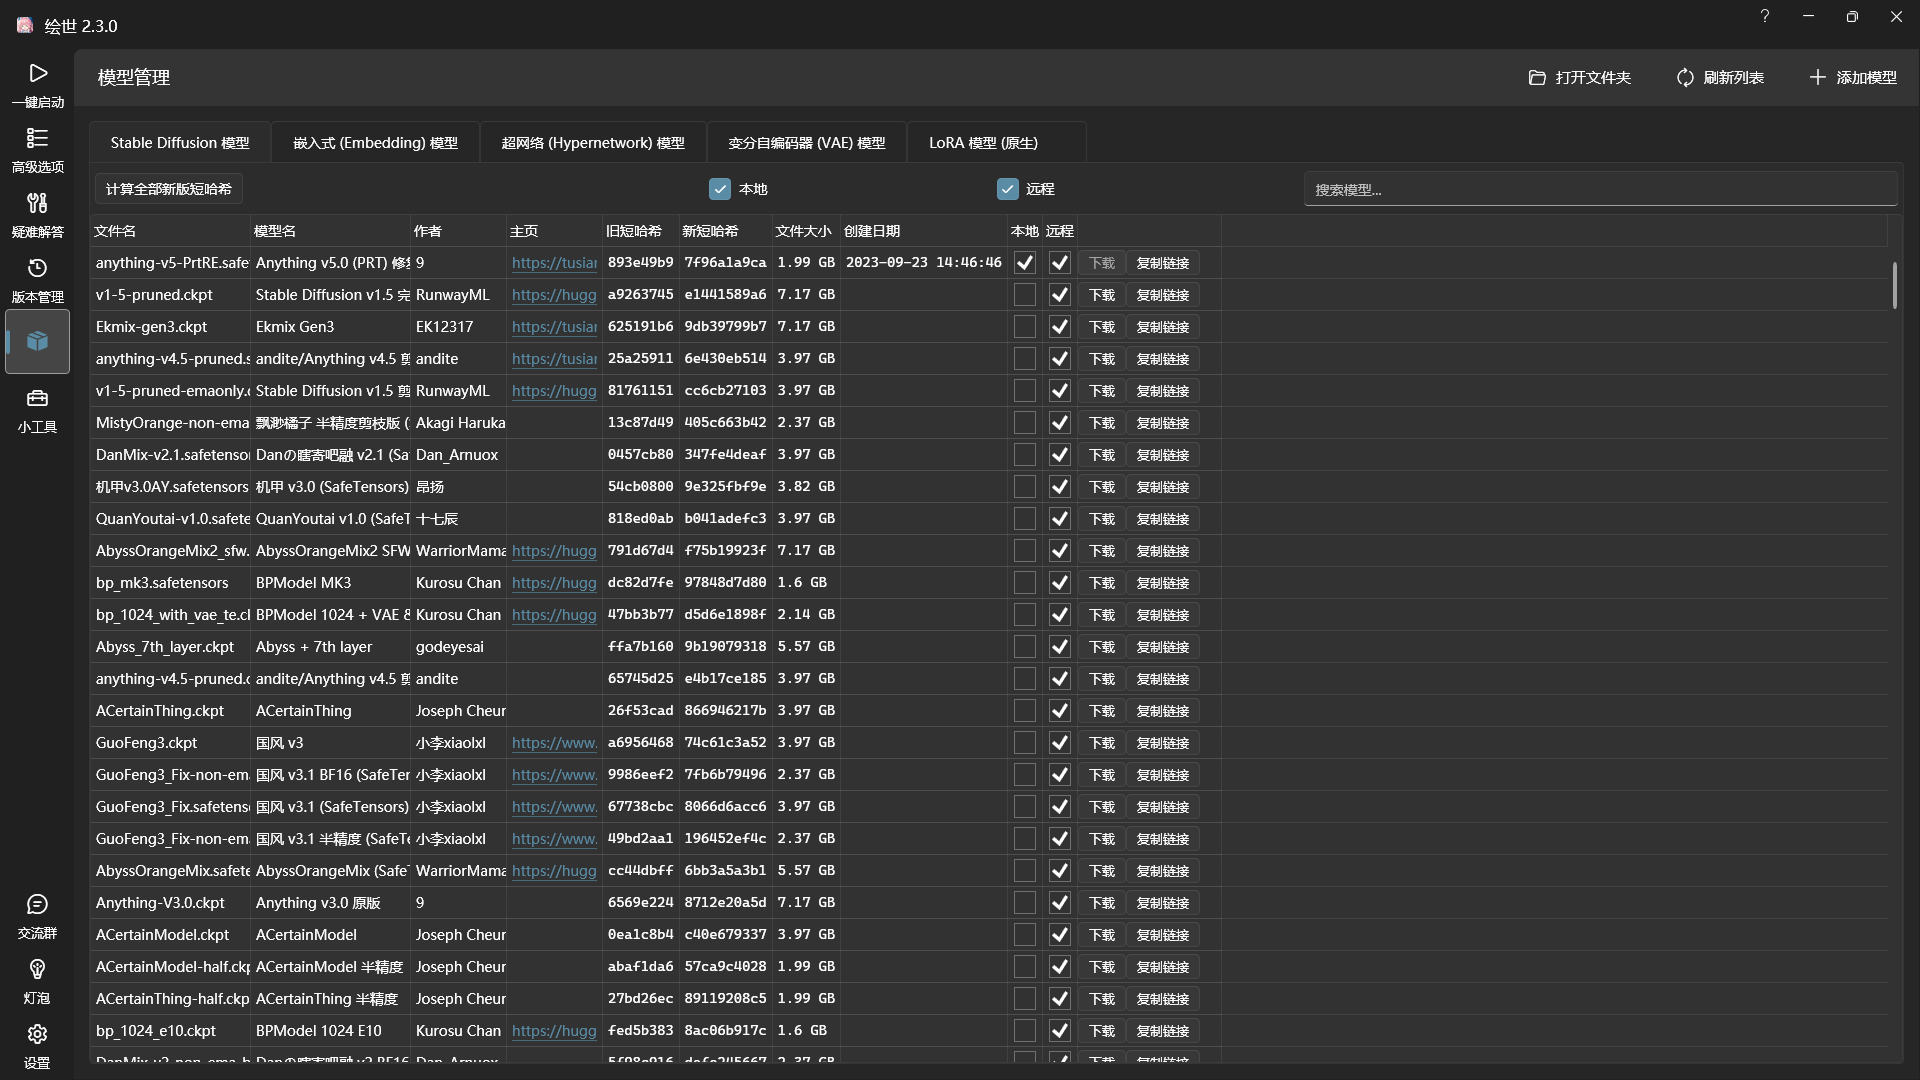 绘世 2.3.0
模型管理
打开文件夹 刷新列表 添加模型
一键启动
高级选项
疑难解答
版本管理
小工具
交流群
灯泡
设置
Stable Diffusion 模型 嵌入式 (Embedding) 模型 超网络 (Hypernetwork) 模型 变分自编码器 (VAE) 模型 LoRA 模型 (原生)
计算全部新版短哈希 本地 远程 搜索模型...
文件名 模型名 作者 主页 旧短哈希 新短哈希 文件大小 创建日期 本地 远程
anything-v5-PrtRE.safe Anything v5.0 (PRT) 修复 9 https://tusiar 893e49b9 7f96a1a9ca 1.99 GB 2023-09-23 14:46:46 下载 复制链接
v1-5-pruned.ckpt Stable Diffusion v1.5 完 RunwayML https://hugg a9263745 e1441589a6 7.17 GB 下载 复制链接
Ekmix-gen3.ckpt Ekmix Gen3 EK12317 https://tusiar 625191b6 9db39799b7 7.17 GB 下载 复制链接
anything-v4.5-pruned.s andite/Anything v4.5 剪 andite https://tusiar 25a25911 6e430eb514 3.97 GB 下载 复制链接
v1-5-pruned-emaonly.c Stable Diffusion v1.5 剪 RunwayML https://hugg 81761151 cc6cb27103 3.97 GB 下载 复制链接
MistyOrange-non-ema 飘渺橘子 半精度剪枝版 ( Akagi Haruka 13c87d49 405c663b42 2.37 GB 下载 复制链接
DanMix-v2.1.safetensor Danの瞎寄吧融 v2.1 (Sa Dan_Arnuox 0457cb80 347fe4deaf 3.97 GB 下载 复制链接
机甲v3.0AY.safetensors 机甲 v3.0 (SafeTensors) 昂扬 54cb0800 9e325fbf9e 3.82 GB 下载 复制链接
QuanYoutai-v1.0.safete QuanYoutai v1.0 (SafeT 十七辰 818ed0ab b041adefc3 3.97 GB 下载 复制链接
AbyssOrangeMix2_sfw. AbyssOrangeMix2 SFW WarriorMama https://hugg 791d67d4 f75b19923f 7.17 GB 下载 复制链接
bp_mk3.safetensors BPModel MK3 Kurosu Chan https://hugg dc82d7fe 97848d7d80 1.6 GB 下载 复制链接
bp_1024_with_vae_te.cl BPModel 1024 + VAE & Kurosu Chan https://hugg 47bb3b77 d5d6e1898f 2.14 GB 下载 复制链接
Abyss_7th_layer.ckpt Abyss + 7th layer godeyesai ffa7b160 9b19079318 5.57 GB 下载 复制链接
anything-v4.5-pruned.c andite/Anything v4.5 剪 andite 65745d25 e4b17ce185 3.97 GB 下载 复制链接
ACertainThing.ckpt ACertainThing Joseph Cheur 26f53cad 866946217b 3.97 GB 下载 复制链接
GuoFeng3.ckpt 国风 v3 小李xiaolxl https://www. a6956468 74c61c3a52 3.97 GB 下载 复制链接
GuoFeng3_Fix-non-em 国风 v3.1 BF16 (SafeTer 小李xiaolxl https://www. 9986eef2 7fb6b79496 2.37 GB 下载 复制链接
GuoFeng3_Fix.safetens 国风 v3.1 (SafeTensors) 小李xiaolxl https://www. 67738cbc 8066d6acc6 3.97 GB 下载 复制链接
GuoFeng3_Fix-non-em 国风 v3.1 半精度 (SafeTe 小李xiaolxl https://www. 49bd2aa1 196452ef4c 2.37 GB 下载 复制链接
AbyssOrangeMix.safete AbyssOrangeMix (SafeT WarriorMama https://hugg cc44dbff 6bb3a5a3b1 5.57 GB 下载 复制链接
Anything-V3.0.ckpt Anything v3.0 原版 9 6569e224 8712e20a5d 7.17 GB 下载 复制链接
ACertainModel.ckpt ACertainModel Joseph Cheur 0ea1c8b4 c40e679337 3.97 GB 下载 复制链接
ACertainModel-half.ckp ACertainModel 半精度 Joseph Cheur abaf1da6 57ca9c4028 1.99 GB 下载 复制链接
ACertainThing-half.ckp ACertainThing 半精度 Joseph Cheur 27bd26ec 89119208c5 1.99 GB 下载 复制链接
bp_1024_e10.ckpt BPModel 1024 E10 Kurosu Chan https://hugg fed5b383 8ac06b917c 1.6 GB 下载 复制链接
Danの瞎寄吧融 v2 BF16 Dan_Arnuox 2.37 GB 下载 复制链接